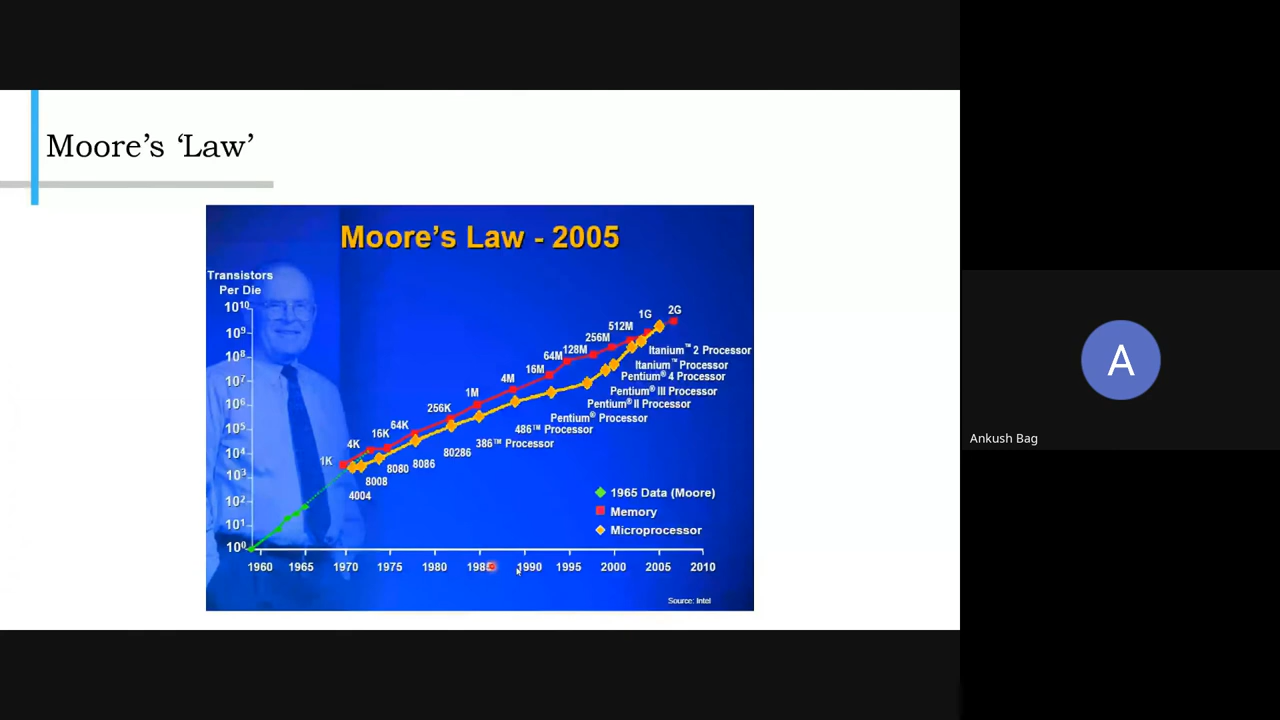 Moore's 'Law'
Moore's Law - 2005
Transistors
Per Die
10¹⁰
10⁹
10⁸
10⁷
10⁶
10⁵
10⁴
10³
10²
10¹
10⁰
1K
4K
16K
64K
256K
1M
4M
16M
64M
128M
256M
512M
1G
2G
4004
8008
8080
8086
80286
386™ Processor
486™ Processor
Pentium® Processor
Pentium® II Processor
Pentium® III Processor
Pentium® 4 Processor
Itanium™ Processor
Itanium™ 2 Processor
1965 Data (Moore)
Memory
Microprocessor
1960 1965 1970 1975 1980 1985 1990 1995 2000 2005 2010
Source: Intel
A
Ankush Bag